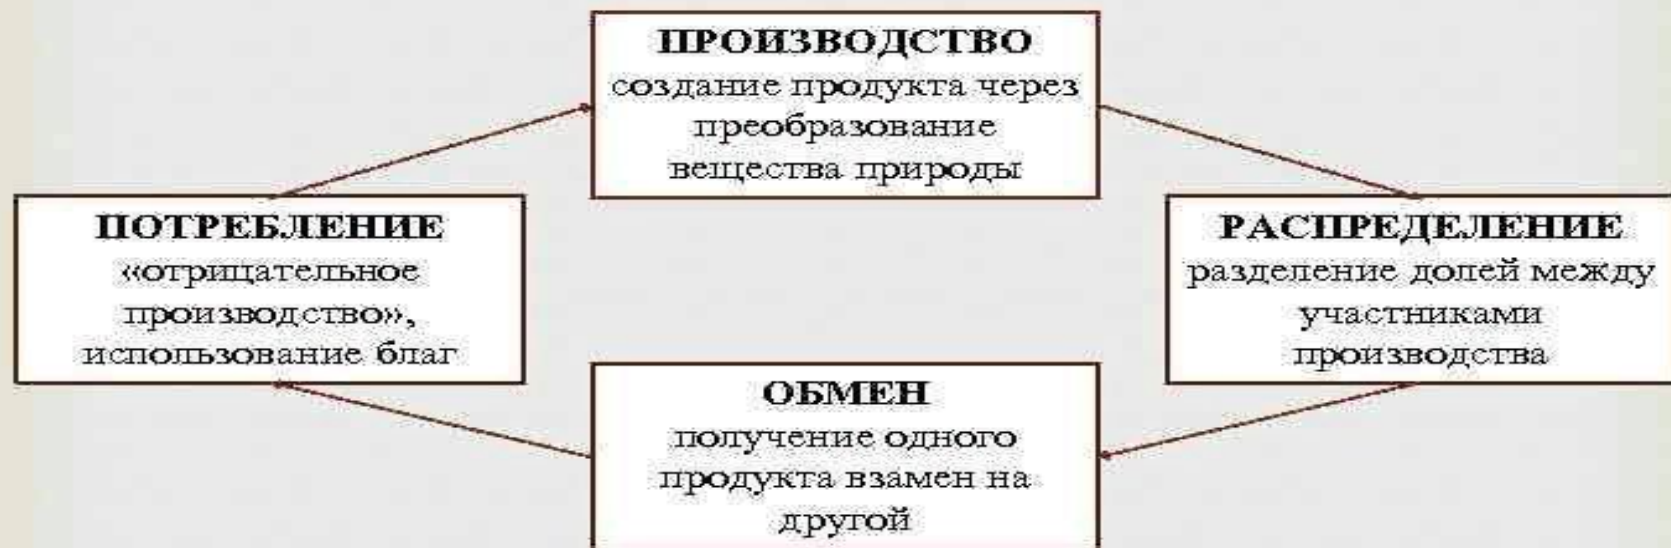 ПРОИЗВОДСТВО
создание продукта через
преобразование
вещества природы
ПОТРЕБЛЕНИЕ
«отрицательное
производство»,
использование благ
РАСПРЕДЕЛЕНИЕ
разделение долей между
участниками
производства
ОБМЕН
получение одного
продукта взамен на
другой